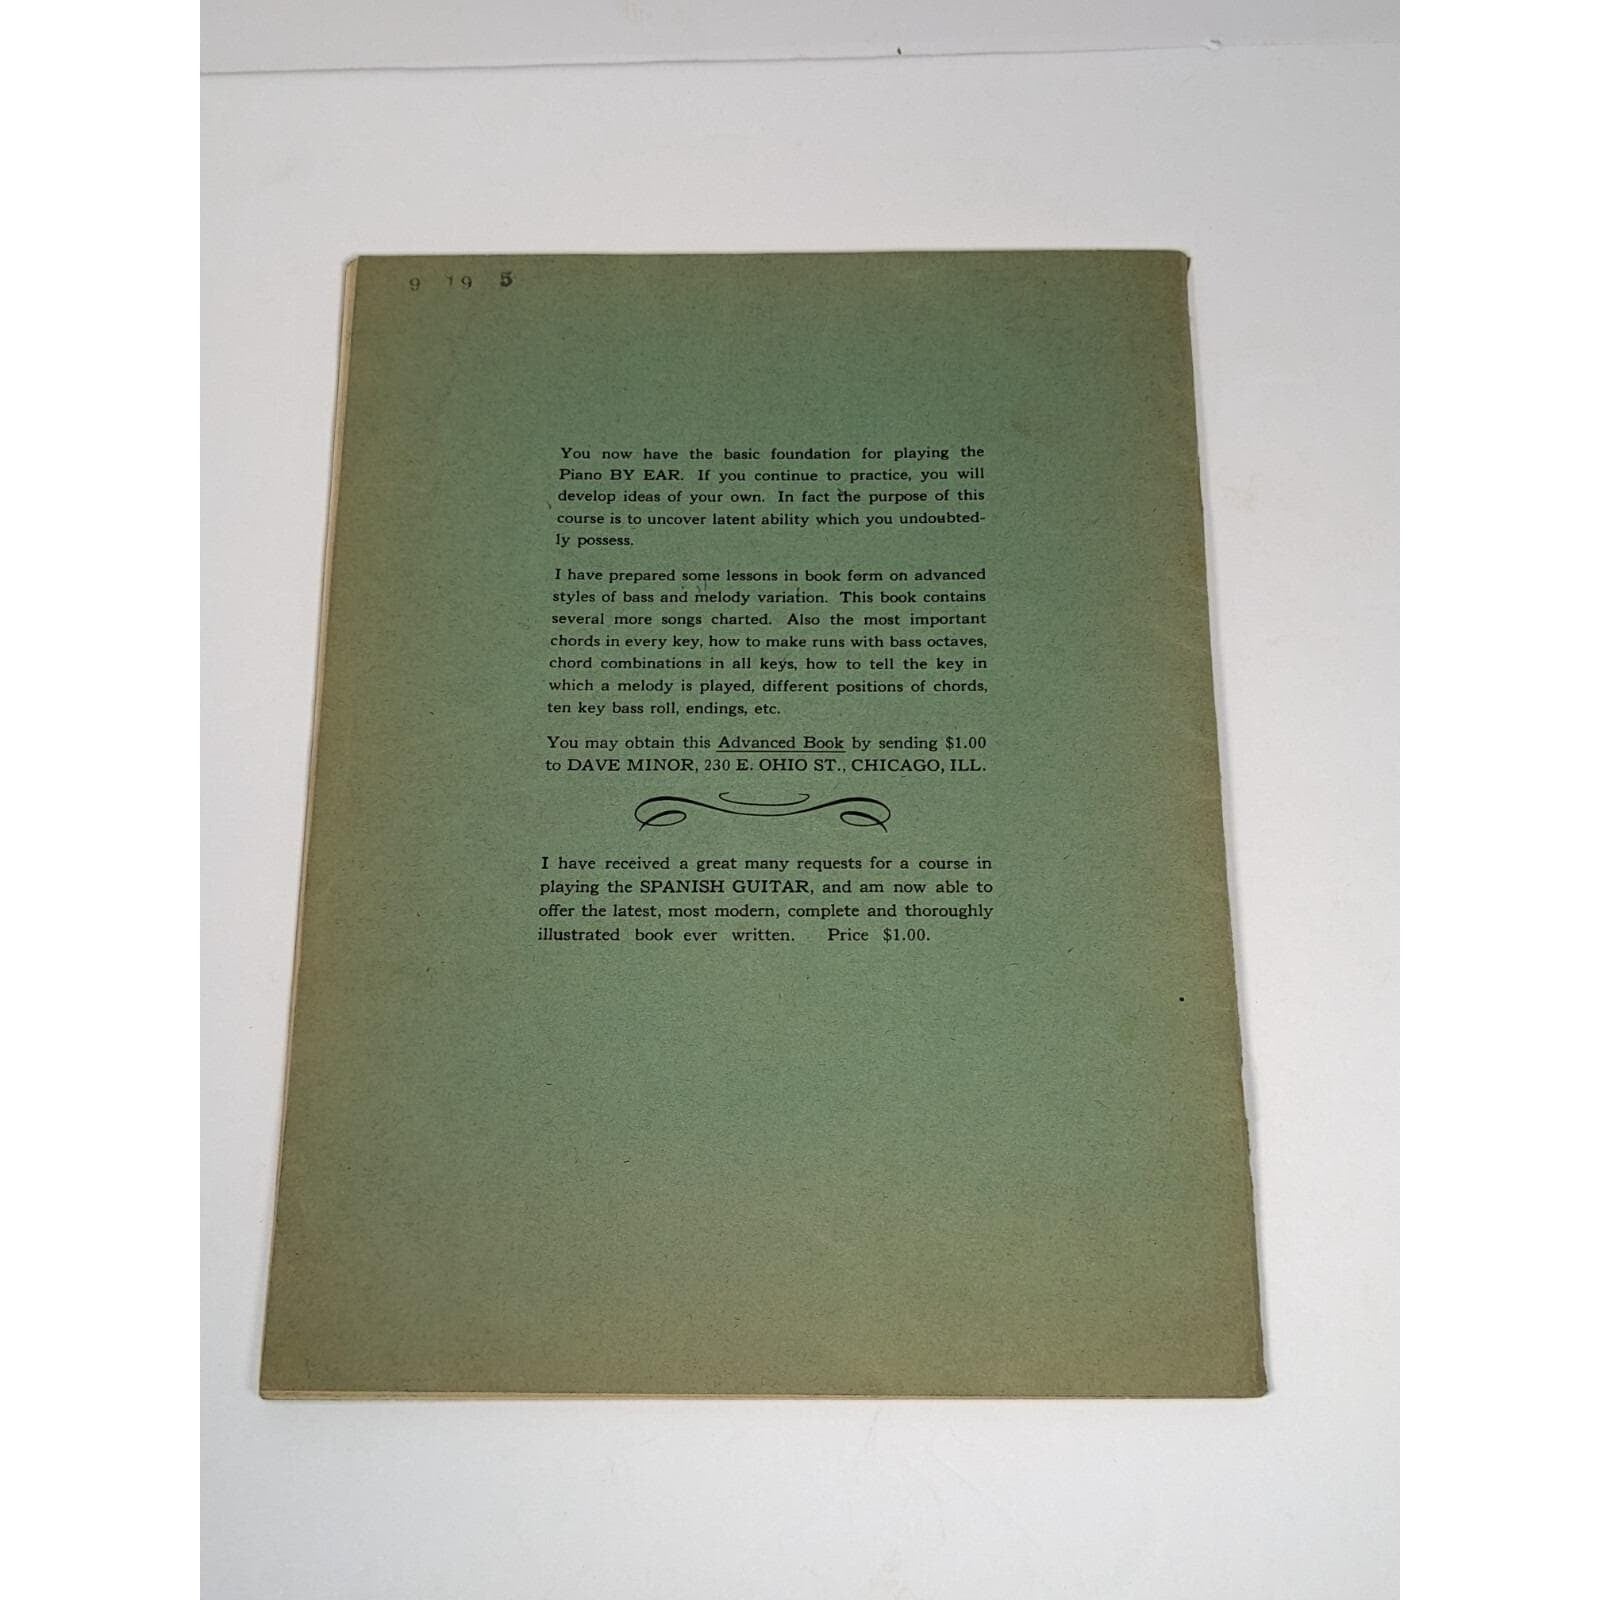 9 19 5
You now have the basic foundation for playing the
Piano BY EAR. If you continue to practice, you will
develop ideas of your own. In fact the purpose of this
course is to uncover latent ability which you undoubted-
ly possess.
I have prepared some lessons in book form on advanced
styles of bass and melody variation. This book contains
several more songs charted. Also the most important
chords in every key, how to make runs with bass octaves,
chord combinations in all keys, how to tell the key in
which a melody is played, different positions of chords,
ten key bass roll, endings, etc.
You may obtain this Advanced Book by sending $1.00
to DAVE MINOR, 230 E. OHIO ST., CHICAGO, ILL.
I have received a great many requests for a course in
playing the SPANISH GUITAR, and am now able to
offer the latest, most modern, complete and thoroughly
illustrated book ever written. Price $1.00.